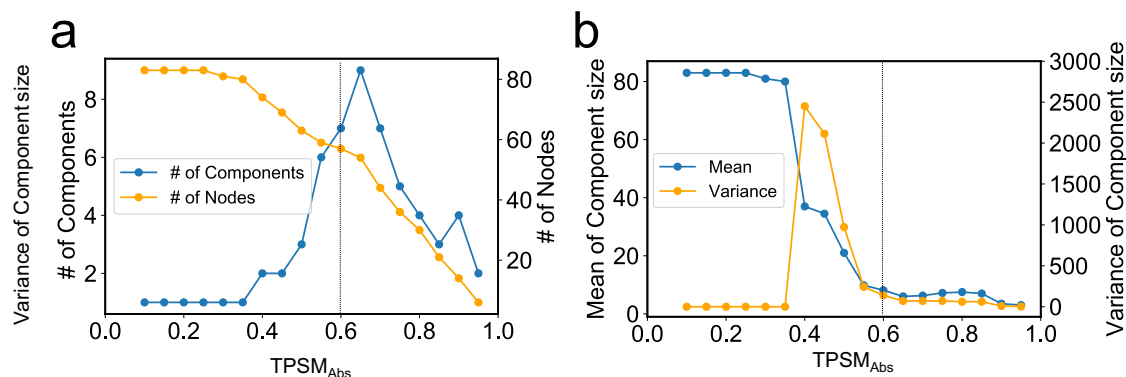 a
Variance of Component size
# of Components
8
6
4
2
# of Components
# of Nodes
80
60
40
20
# of Nodes
0.0 0.2 0.4 0.6 0.8 1.0
TPSM_Abs
b
Mean of Component size
80
60
40
20
0
Mean
Variance
3000
2500
2000
1500
1000
500
0
Variance of Component size
0.0 0.2 0.4 0.6 0.8 1.0
TPSM_Abs